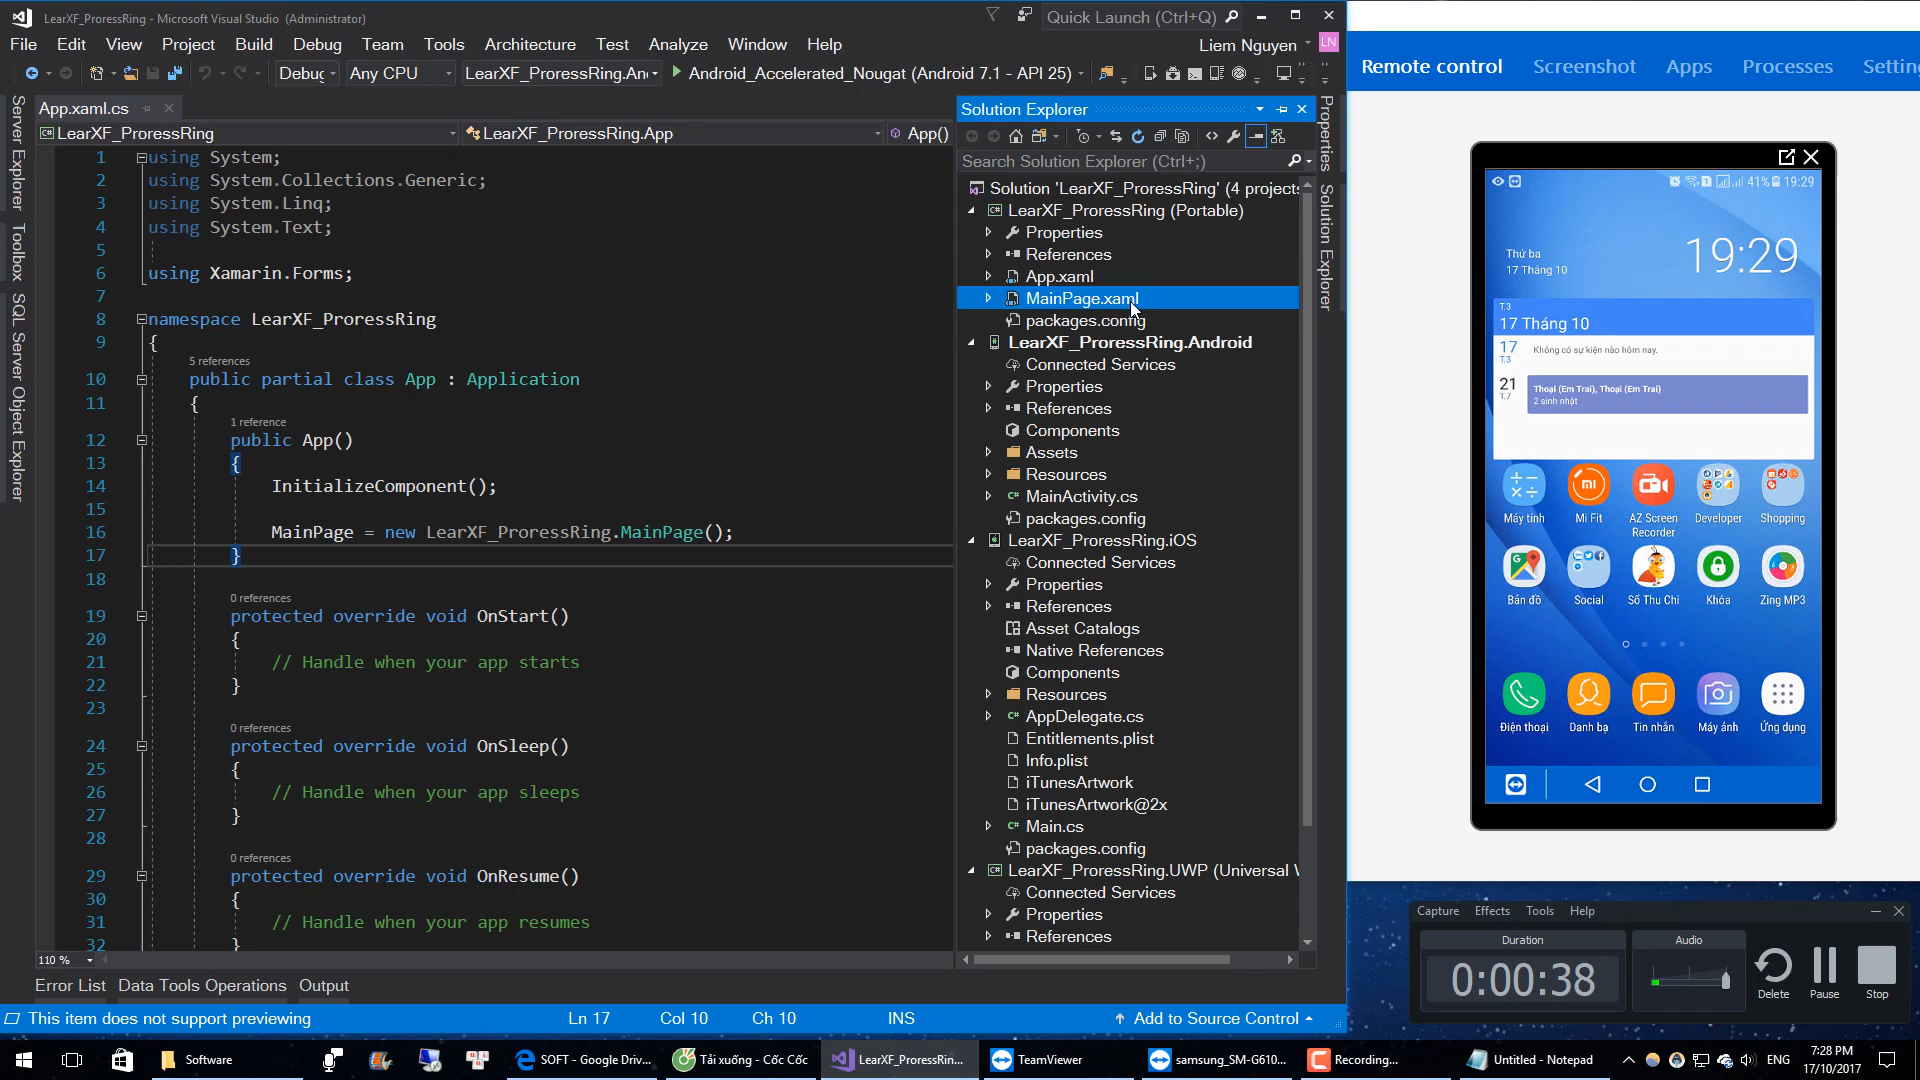 LearXF_ProressRing - Microsoft Visual Studio (Administrator)
Quick Launch (Ctrl+Q)
File Edit View Project Build Debug Team Tools Architecture Test Analyze Window Help
Liem Nguyen LN
Debug Any CPU LearXF_ProressRing.An Android_Accelerated_Nougat (Android 7.1 - API 25)
Server Explorer
Toolbox
SQL Server Object Explorer
App.xaml.cs
LearXF_ProressRing LearXF_ProressRing.App App()
1 using System;
2 using System.Collections.Generic;
3 using System.Linq;
4 using System.Text;
5
6 using Xamarin.Forms;
7
8 namespace LearXF_ProressRing
9 {
5 references
10 public partial class App : Application
11 {
1 reference
12 public App()
13 {
14 InitializeComponent();
15
16 MainPage = new LearXF_ProressRing.MainPage();
17 }
18
0 references
19 protected override void OnStart()
20 {
21 // Handle when your app starts
22 }
23
0 references
24 protected override void OnSleep()
25 {
26 // Handle when your app sleeps
27 }
28
0 references
29 protected override void OnResume()
30 {
31 // Handle when your app resumes
32 }
110 %
Error List Data Tools Operations Output
This item does not support previewing Ln 17 Col 10 Ch 10 INS Add to Source Control
Solution Explorer
Search Solution Explorer (Ctrl+;)
Solution 'LearXF_ProressRing' (4 projects
LearXF_ProressRing (Portable)
Properties
References
App.xaml
MainPage.xaml
packages.config
LearXF_ProressRing.Android
Connected Services
Properties
References
Components
Assets
Resources
MainActivity.cs
packages.config
LearXF_ProressRing.iOS
Connected Services
Properties
References
Asset Catalogs
Native References
Components
Resources
AppDelegate.cs
Entitlements.plist
Info.plist
iTunesArtwork
iTunesArtwork@2x
Main.cs
packages.config
LearXF_ProressRing.UWP (Universal
Connected Services
Properties
References
Properties
Solution Explorer
Remote control Screenshot Apps Processes Setting
41% 19:29
19:29
Thứ ba
17 Tháng 10
T.3
17 Tháng 10
17 Không có sự kiện nào hôm nay.
T.3
21 Thoại (Em Trai), Thoại (Em Trai)
T.7 2 sinh nhật
Máy tính Mi Fit AZ Screen Recorder Developer Shopping
Bản đồ Social Sổ Thu Chi Khóa Zing MP3
Điện thoại Danh bạ Tin nhắn Máy ảnh Ứng dụng
Capture Effects Tools Help
Duration Audio
0:00:38
Delete Pause Stop
Software SOFT - Google Driv... Tải xuống - Cốc Cốc LearXF_ProressRin... TeamViewer samsung_SM-G610... Recording... Untitled - Notepad ENG
7:28 PM
17/10/2017